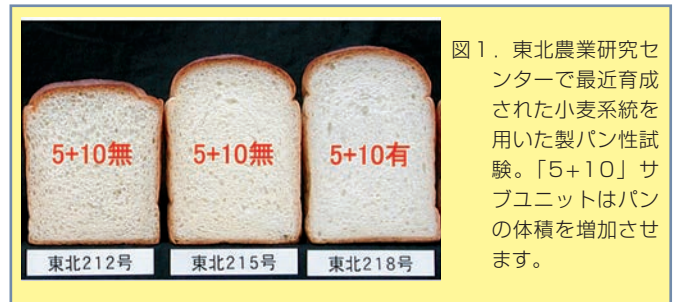 5+10無
5+10無
5+10有
東北212号
東北215号
東北218号
図1．東北農業研究セ
ンターで最近育成
された小麦系統を
用いた製パン性試
験。「5+10」サ
ブユニットはパン
の体積を増加させ
ます。